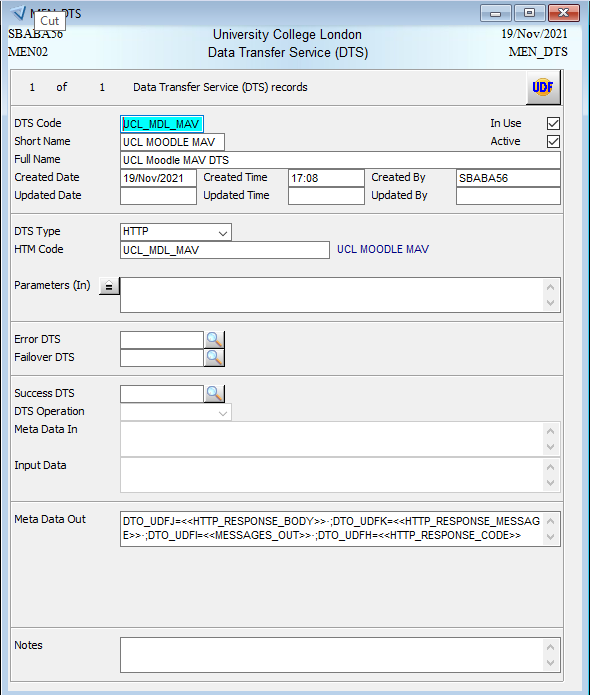 MEN_DTS
Cut
SBABA56 University College London 19/Nov/2021
MEN02 Data Transfer Service (DTS) MEN_DTS
1 of 1 Data Transfer Service (DTS) records UDF
DTS Code UCL_MDL_MAV In Use
Short Name UCL MOODLE MAV Active
Full Name UCL Moodle MAV DTS
Created Date 19/Nov/2021 Created Time 17:08 Created By SBABA56
Updated Date Updated Time Updated By
DTS Type HTTP
HTM Code UCL_MDL_MAV UCL MOODLE MAV
Parameters (In) =
Error DTS
Failover DTS
Success DTS
DTS Operation
Meta Data In
Input Data
Meta Data Out DTO_UDFJ=<<HTTP_RESPONSE_BODY>>·;DTO_UDFK=<<HTTP_RESPONSE_MESSAG
E>>·;DTO_UDFI=<<MESSAGES_OUT>>·;DTO_UDFH=<<HTTP_RESPONSE_CODE>>
Notes